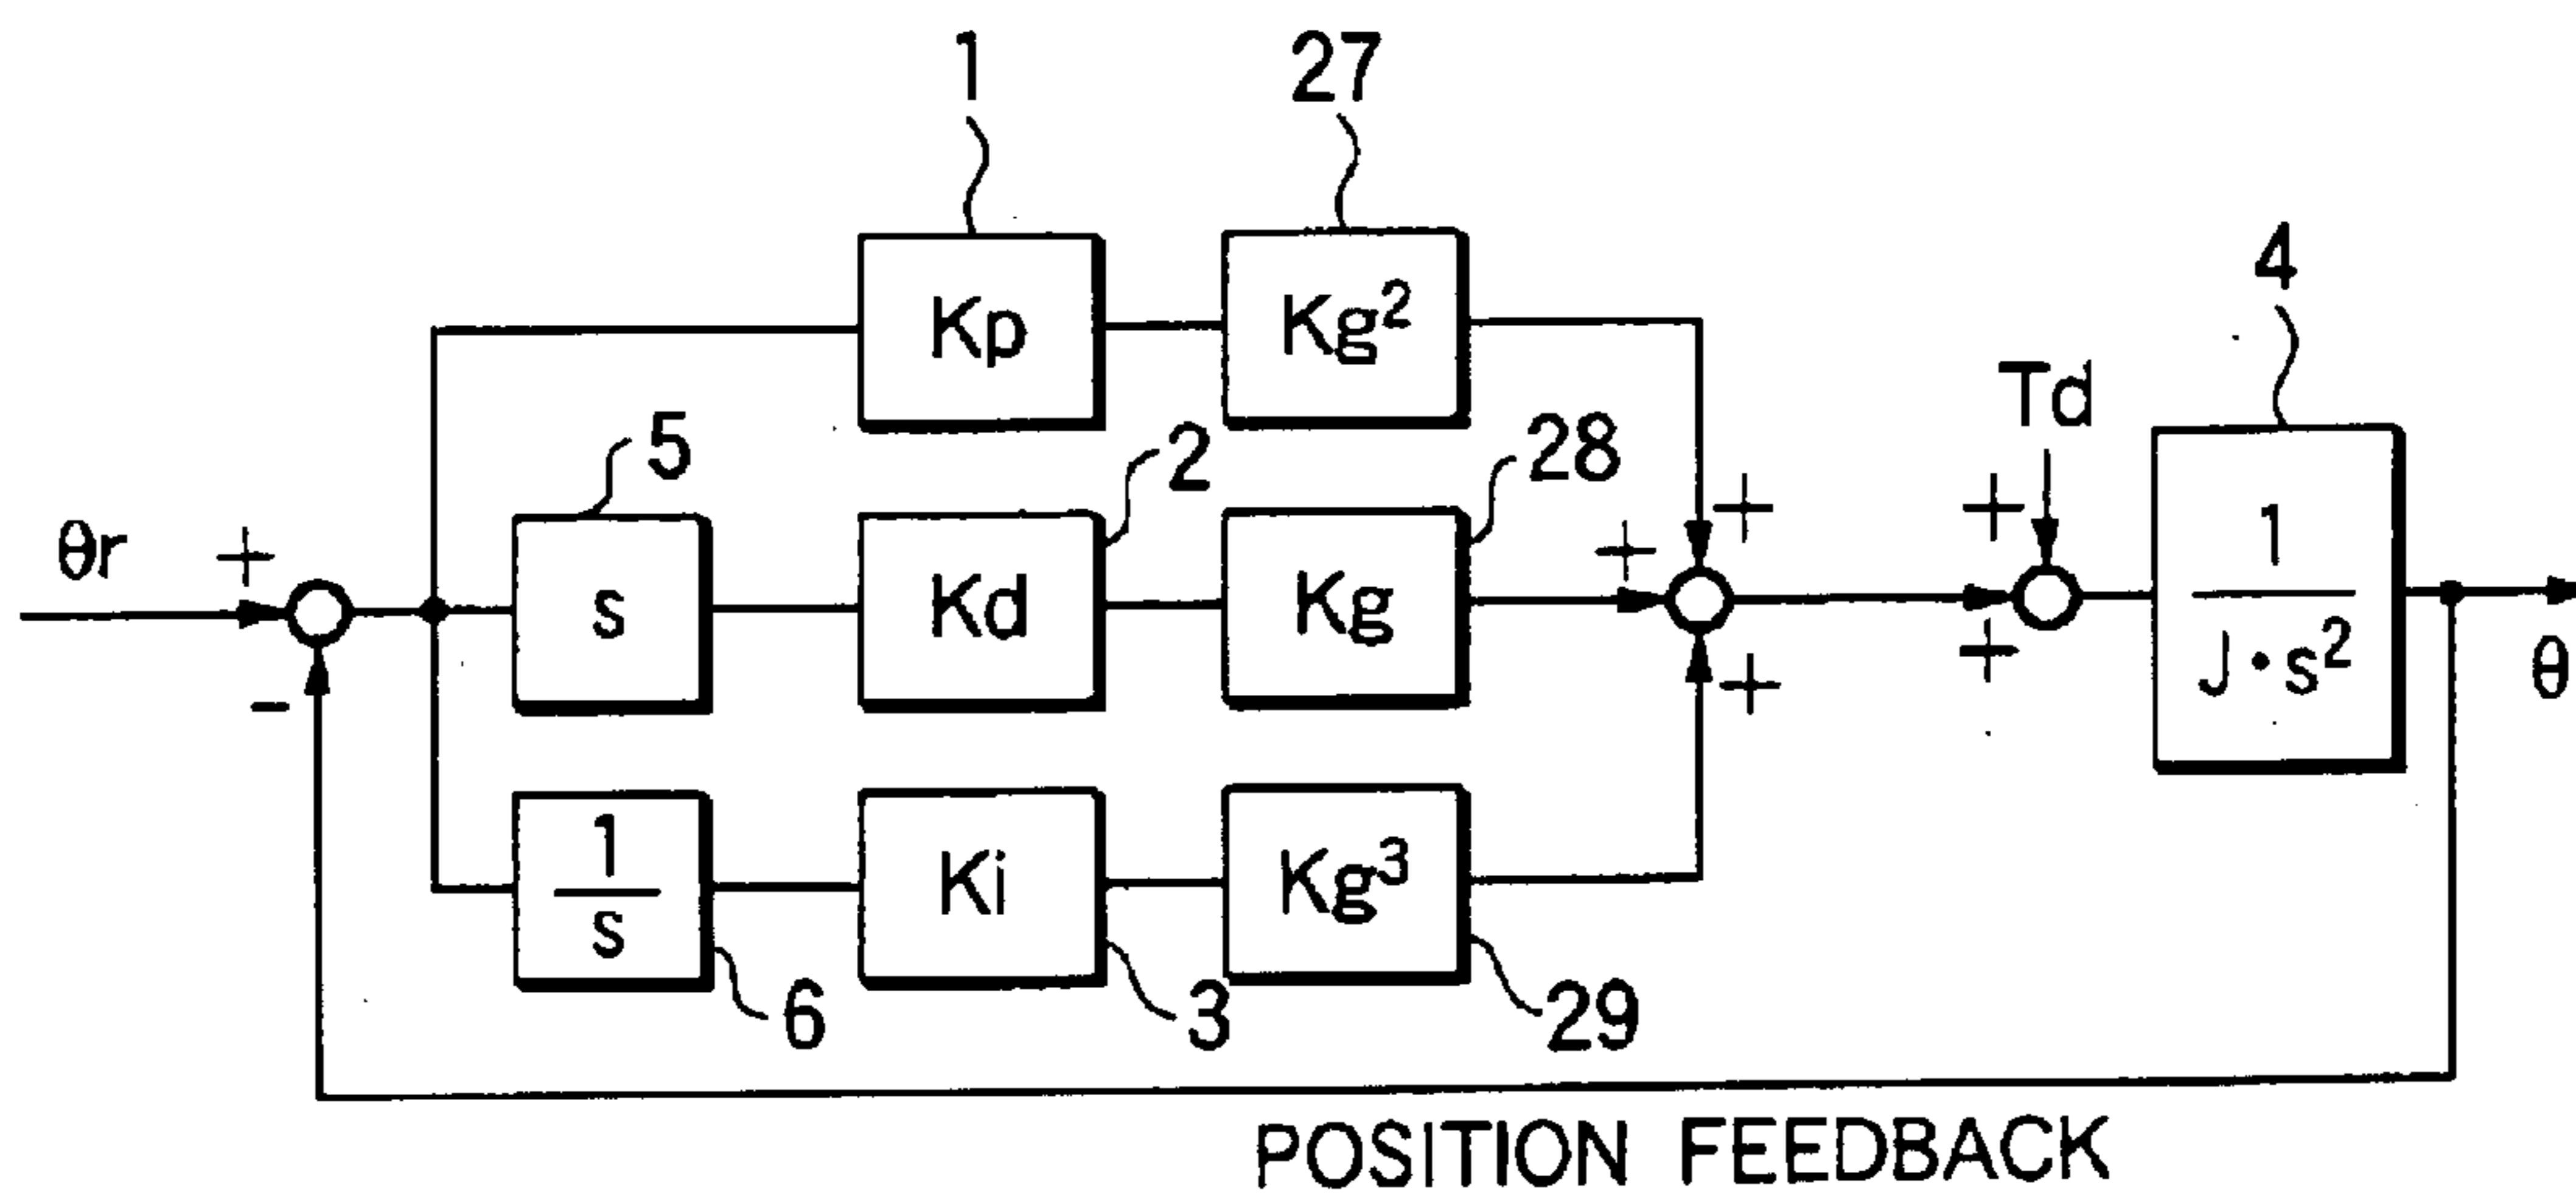 1
27
4
Kp
Kg²
Td
5
2
28
θr
+
-
s
Kd
Kg
+
+
+
+
+
1
J·s²
θ
1
s
Ki
Kg³
6
3
29
POSITION FEEDBACK